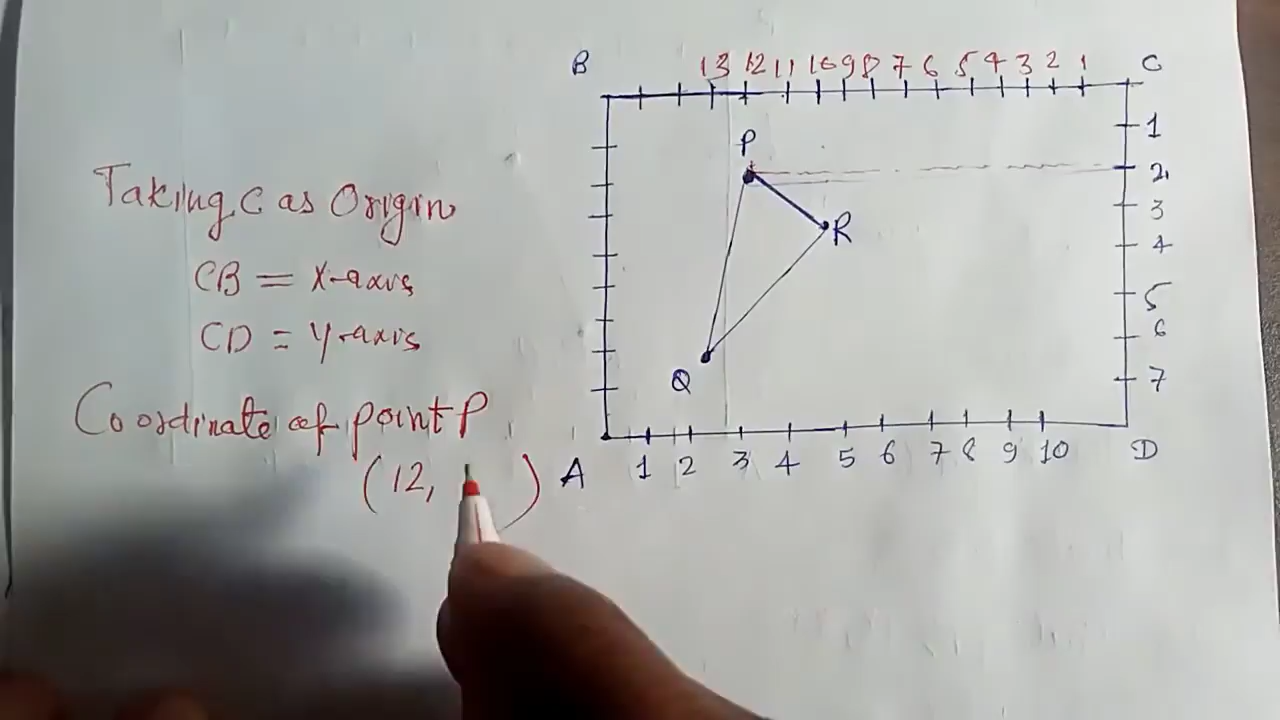 B 13 12 11 10 9 8 7 6 5 4 3 2 1 C
P
1
2
3
R
4
5
6
7
Q
A 1 2 3 4 5 6 7 8 9 10 D
Taking C as Origin
CB = X-axis
CD = Y-axis
Coordinate of point P
(12, )